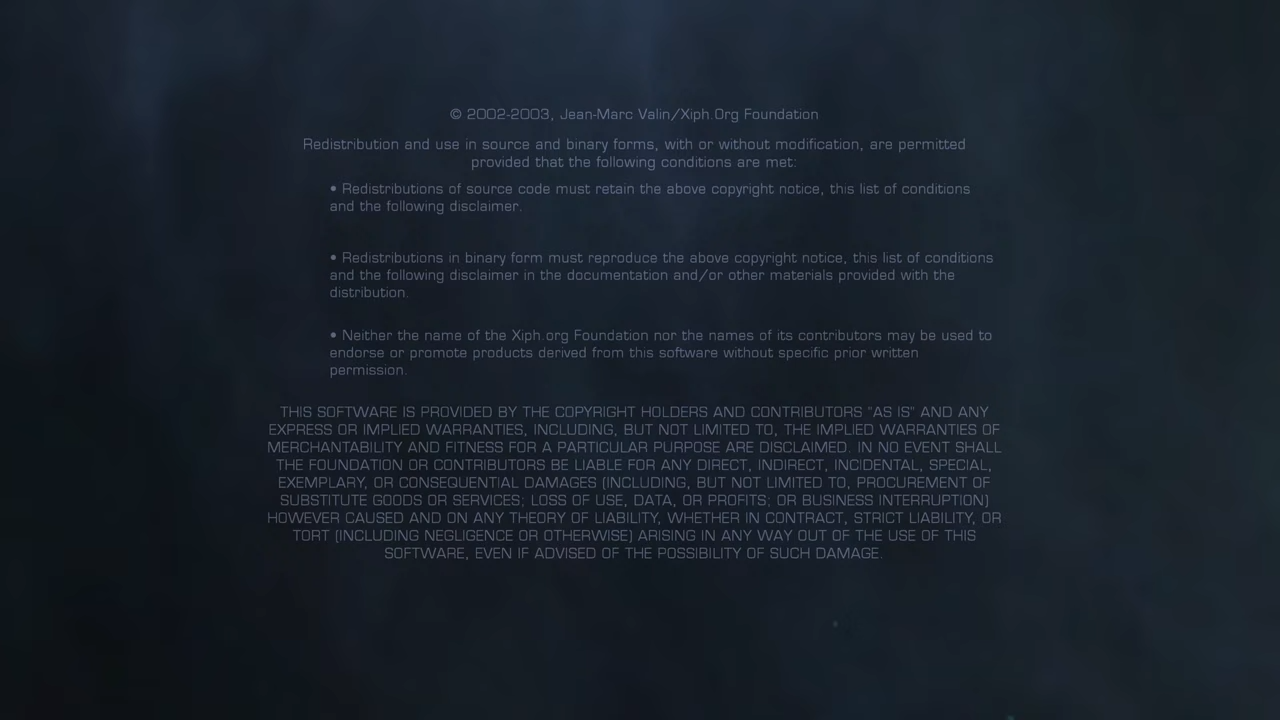 © 2002-2003, Jean-Marc Valin/Xiph.Org Foundation
Redistribution and use in source and binary forms, with or without modification, are permitted
provided that the following conditions are met:
• Redistributions of source code must retain the above copyright notice, this list of conditions
and the following disclaimer.
• Redistributions in binary form must reproduce the above copyright notice, this list of conditions
and the following disclaimer in the documentation and/or other materials provided with the
distribution.
• Neither the name of the Xiph.org Foundation nor the names of its contributors may be used to
endorse or promote products derived from this software without specific prior written
permission.
THIS SOFTWARE IS PROVIDED BY THE COPYRIGHT HOLDERS AND CONTRIBUTORS "AS IS" AND ANY
EXPRESS OR IMPLIED WARRANTIES, INCLUDING, BUT NOT LIMITED TO, THE IMPLIED WARRANTIES OF
MERCHANTABILITY AND FITNESS FOR A PARTICULAR PURPOSE ARE DISCLAIMED. IN NO EVENT SHALL
THE FOUNDATION OR CONTRIBUTORS BE LIABLE FOR ANY DIRECT, INDIRECT, INCIDENTAL, SPECIAL,
EXEMPLARY, OR CONSEQUENTIAL DAMAGES (INCLUDING, BUT NOT LIMITED TO, PROCUREMENT OF
SUBSTITUTE GOODS OR SERVICES; LOSS OF USE, DATA, OR PROFITS; OR BUSINESS INTERRUPTION)
HOWEVER CAUSED AND ON ANY THEORY OF LIABILITY, WHETHER IN CONTRACT, STRICT LIABILITY, OR
TORT (INCLUDING NEGLIGENCE OR OTHERWISE) ARISING IN ANY WAY OUT OF THE USE OF THIS
SOFTWARE, EVEN IF ADVISED OF THE POSSIBILITY OF SUCH DAMAGE.